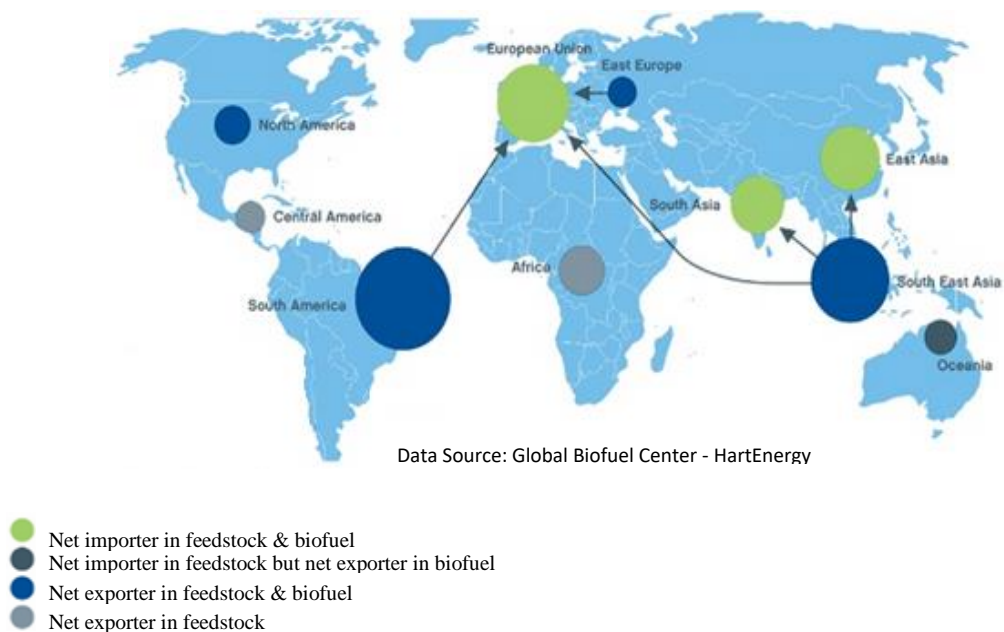 European Union
East Europe
North America
East Asia
Central America
South Asia
Africa
South East Asia
South America
Oceania
Data Source: Global Biofuel Center - HartEnergy
Net importer in feedstock & biofuel
Net importer in feedstock but net exporter in biofuel
Net exporter in feedstock & biofuel
Net exporter in feedstock